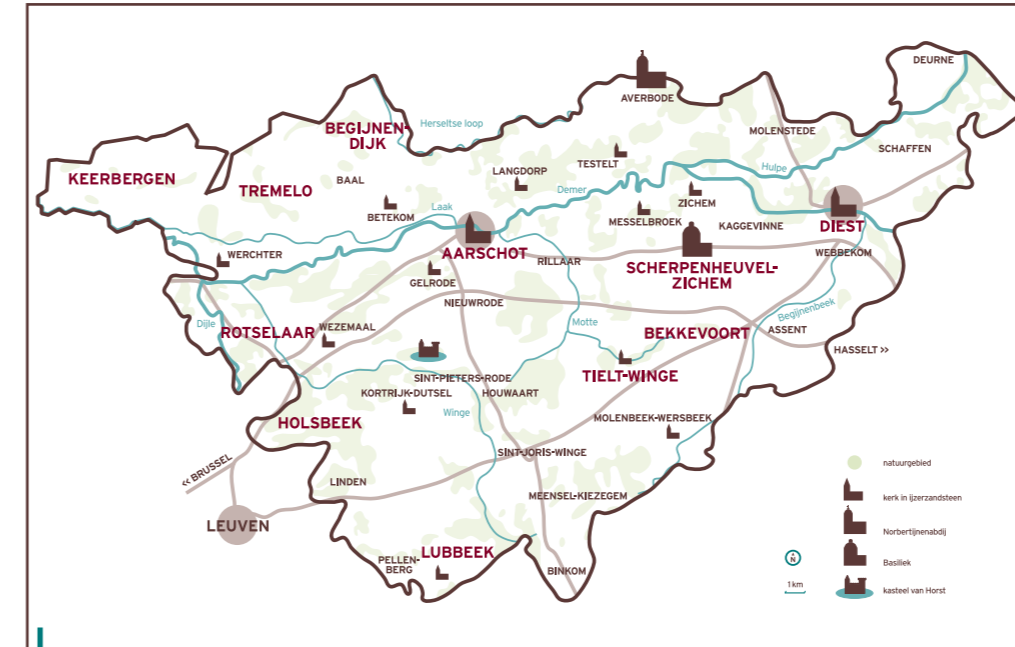 DEURNE
AVERBODE
Herseltse loop
BEGIJNEN-
DIJK
MOLENSTEDE
SCHAFFEN
KEERBERGEN
TREMELO
BAAL
LANGDORP
TESTELT
Hulpe
Demer
ZICHEM
BETEKOM
Laak
MESSELBROEK
KAGGEVINNE
DIEST
WERCHTER
AARSCHOT
RILLAAR
SCHERPENHEUVEL-
ZICHEM
WEBBEKOM
GELRODE
NIEUWRODE
Dijle
ROTSELAAR
WEZEMAAL
Motte
BEKKEVOORT
Begijnenbeek
ASSENT
HASSELT >>
SINT-PIETERS-RODE
TIELT-WINGE
KORTRIJK-DUTSEL
HOUWAART
Winge
HOLSBEEK
MOLENBEEK-WERSBEEK
<< BRUSSEL
SINT-JORIS-WINGE
LINDEN
MEENSEL-KIEZEGEM
LEUVEN
LUBBEEK
PELLEN-
BERG
BINKOM
natuurgebied
kerk in ijzerzandsteen
Norbertijnenabdij
Basiliek
kasteel van Horst
N
1 km